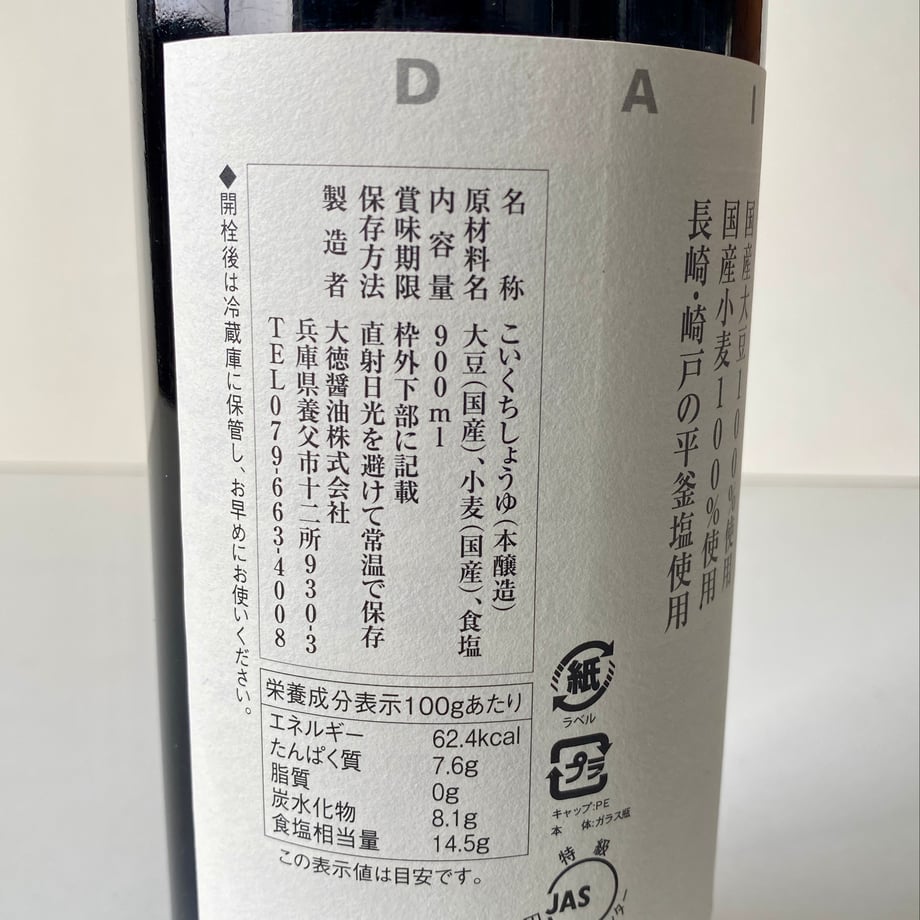 D A I
国産大豆100%使用
国産小麦100%使用
長崎・崎戸の平釜塩使用
名称 こいくちしょうゆ(本醸造)
原材料名 大豆(国産)、小麦(国産)、食塩
内容量 900ml
賞味期限 枠外下部に記載
保存方法 直射日光を避けて常温で保存
製造者 大徳醤油株式会社
兵庫県養父市十二所930-3
TEL079-663-4008
◆開栓後は冷蔵庫に保管し、お早めにお使いください。
栄養成分表示100gあたり
エネルギー 62.4kcal
たんぱく質 7.6g
脂質 0g
炭水化物 8.1g
食塩相当量 14.5g
この表示値は目安です。
紙
ラベル
プラ
キャップ:PE
本 体:ガラス瓶
特級
JAS